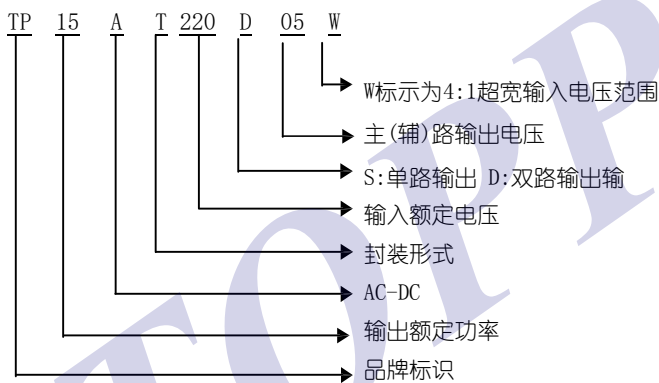 TP 15 A T 220 D 05 W
W标示为4:1超宽输入电压范围
主(辅)路输出电压
S:单路输出 D:双路输出输
输入额定电压
封装形式
AC-DC
输出额定功率
品牌标识
TOPP